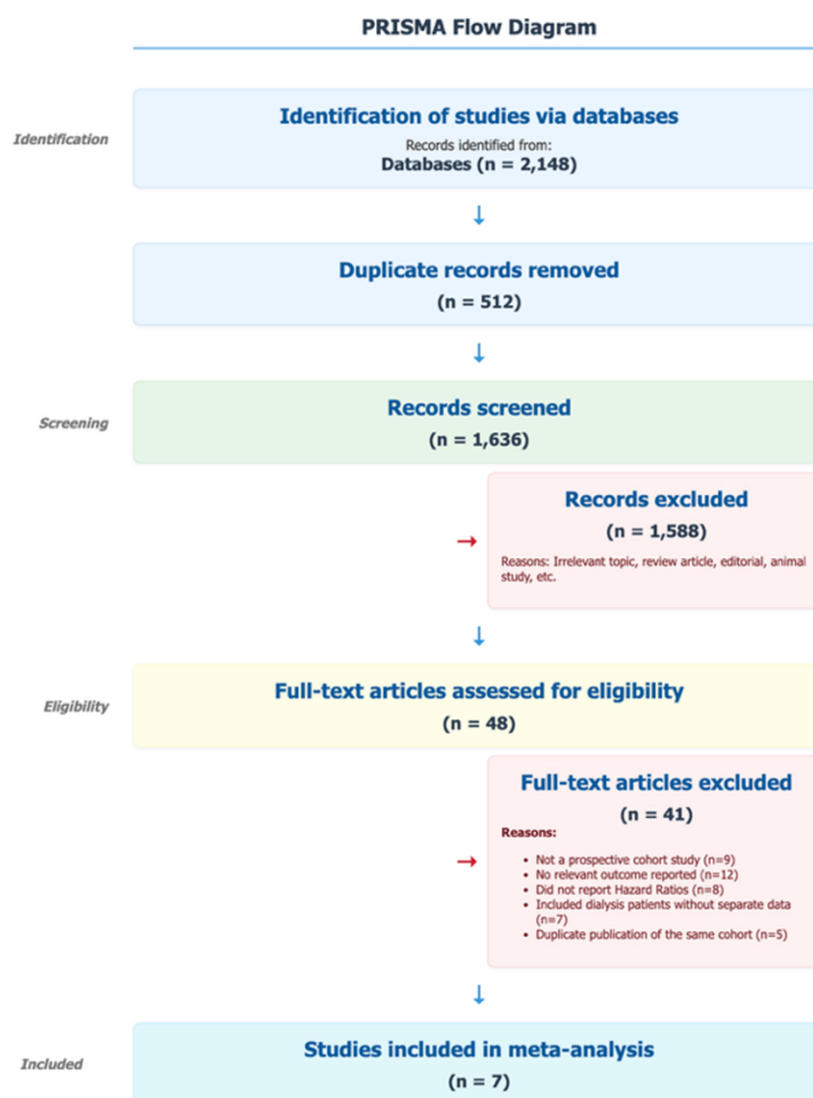 PRISMA Flow Diagram
Identification
Identification of studies via databases
Records identified from:
Databases (n = 2,148)
↓
Duplicate records removed
(n = 512)
↓
Screening
Records screened
(n = 1,636)
→
Records excluded
(n = 1,588)
Reasons: Irrelevant topic, review article, editorial, animal
study, etc.
↓
Eligibility
Full-text articles assessed for eligibility
(n = 48)
→
Full-text articles excluded
(n = 41)
Reasons:
• Not a prospective cohort study (n=9)
• No relevant outcome reported (n=12)
• Did not report Hazard Ratios (n=8)
• Included dialysis patients without separate data
(n=7)
• Duplicate publication of the same cohort (n=5)
↓
Included
Studies included in meta-analysis
(n = 7)